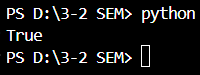 PS D:\3-2 SEM> python
True
PS D:\3-2 SEM>